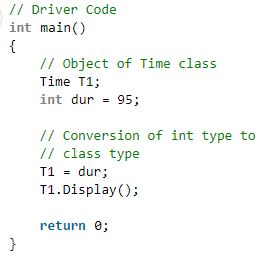 // Driver Code
int main()
{
    // Object of Time class
    Time T1;
    int dur = 95;

    // Conversion of int type to
    // class type
    T1 = dur;
    T1.Display();

    return 0;
}